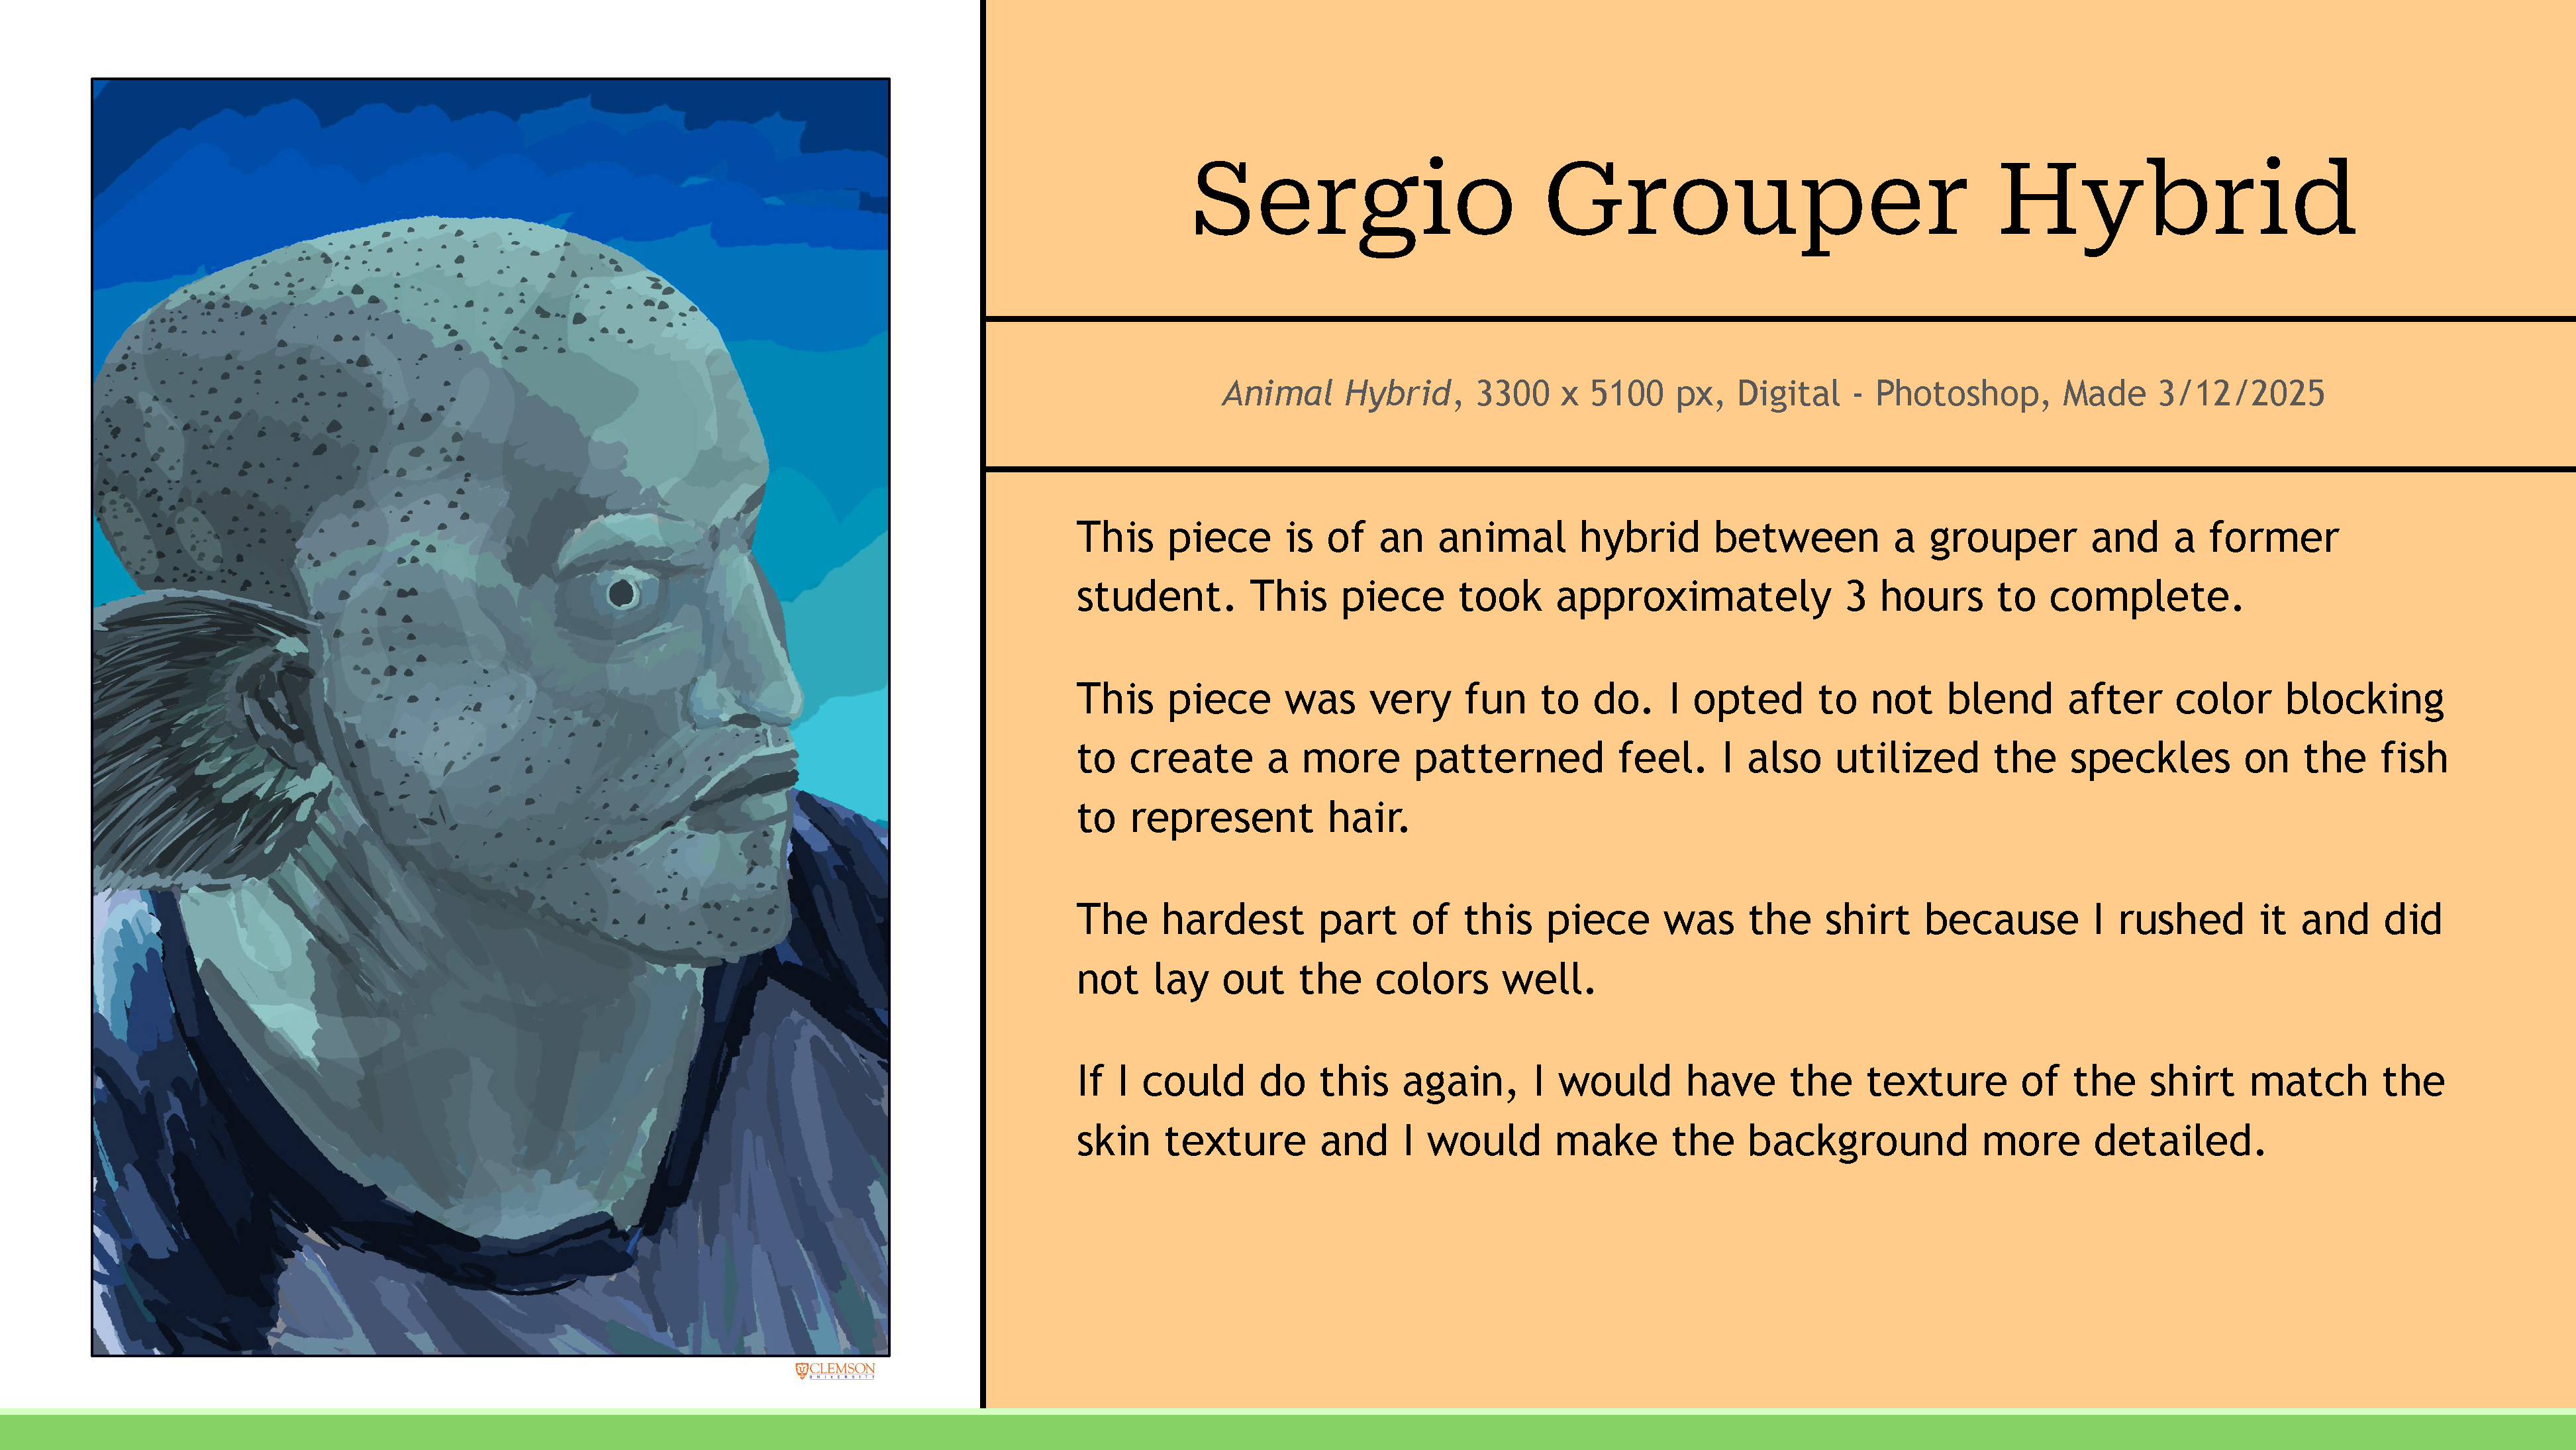 Sergio Grouper Hybrid
Animal Hybrid, 3300 x 5100 px, Digital - Photoshop, Made 3/12/2025
This piece is of an animal hybrid between a grouper and a former
student. This piece took approximately 3 hours to complete.
This piece was very fun to do. I opted to not blend after color blocking
to create a more patterned feel. I also utilized the speckles on the fish
to represent hair.
The hardest part of this piece was the shirt because I rushed it and did
not lay out the colors well.
If I could do this again, I would have the texture of the shirt match the
skin texture and I would make the background more detailed.
CLEMSON
UNIVERSITY